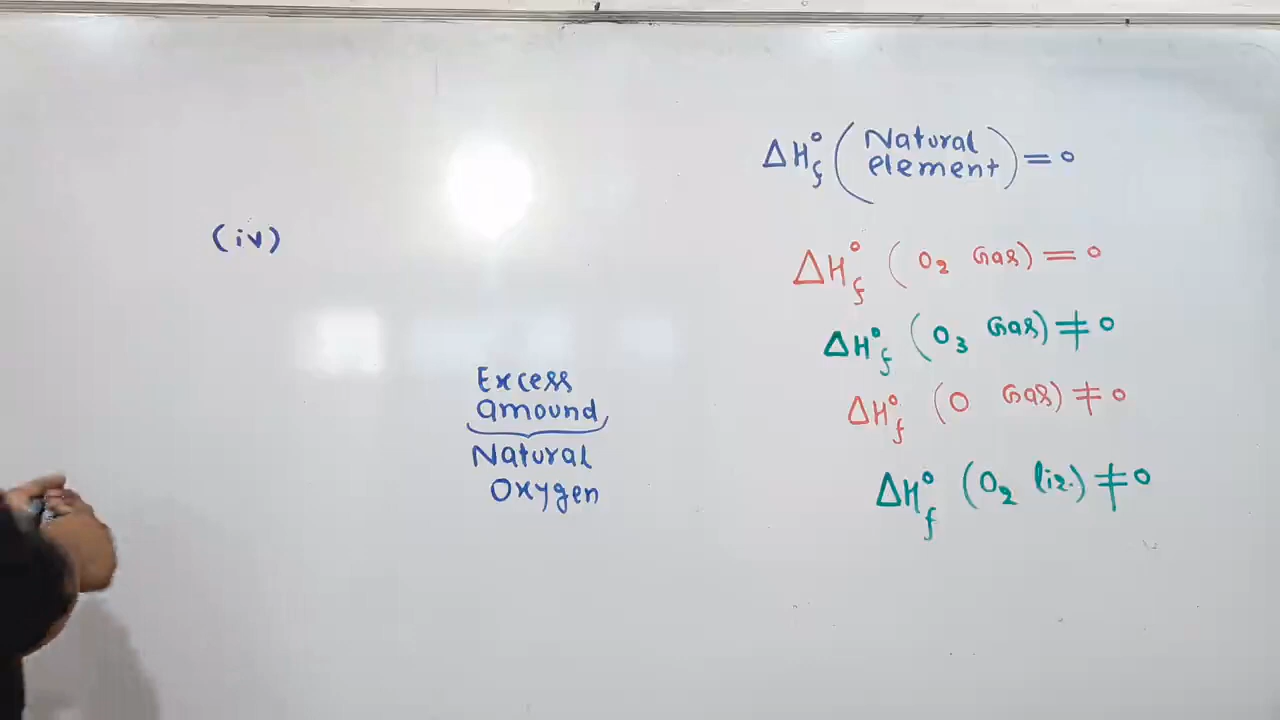 (iv)
Excess
amound
Natural
Oxygen
ΔH°f (Natural element) = 0
ΔH°f (O₂ Gas) = 0
ΔH°f (O₃ Gas) ≠ 0
ΔH°f (O Gas) ≠ 0
ΔH°f (O₂ liq.) ≠ 0